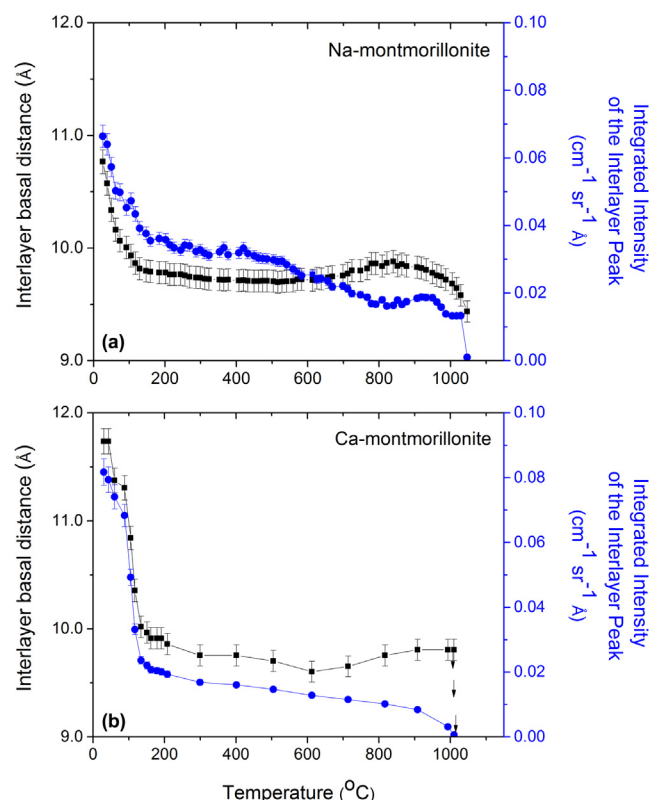 12.0
11.0
10.0
9.0
Interlayer basal distance (Å)
Na-montmorillonite
(a)
0.10
0.08
0.06
0.04
0.02
0.00
Integrated Intensity
of the Interlayer Peak
(cm⁻¹ sr⁻¹ Å)
0 200 400 600 800 1000
12.0
11.0
10.0
9.0
Interlayer basal distance (Å)
Ca-montmorillonite
(b)
0.10
0.08
0.06
0.04
0.02
0.00
Integrated Intensity
of the Interlayer Peak
(cm⁻¹ sr⁻¹ Å)
0 200 400 600 800 1000
Temperature (°C)